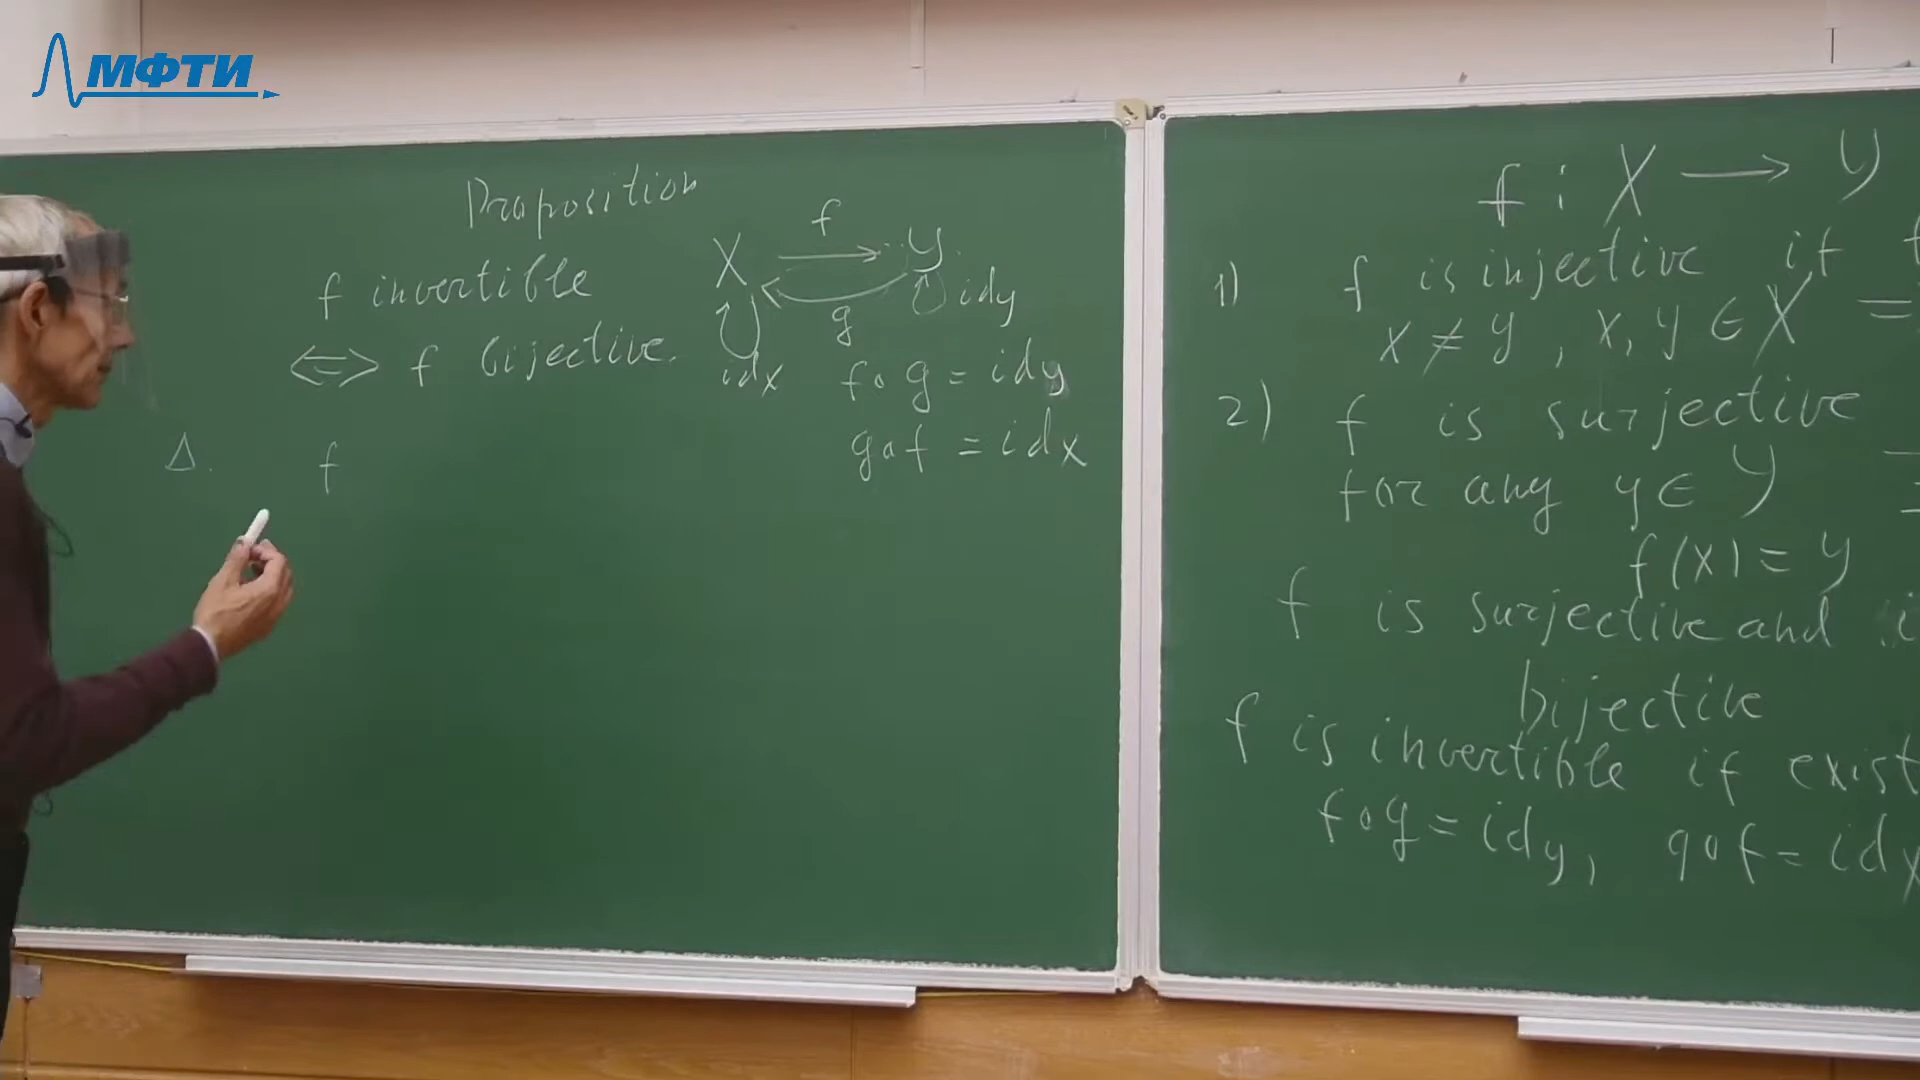 МФТИ
Proposition
f invertible
⟺ f bijective.
X ⟶ Y
f
g
idy
idx
f∘g = idy
g∘f = idx
Δ. f
f : X ⟶ Y
1) f is injective if
x ≠ y, x, y ∈ X =
2) f is surjective
for any y ∈ Y
f(x) = y
f is surjective and
bijective
f is invertible if exist
f∘g = idy, g∘f = idx